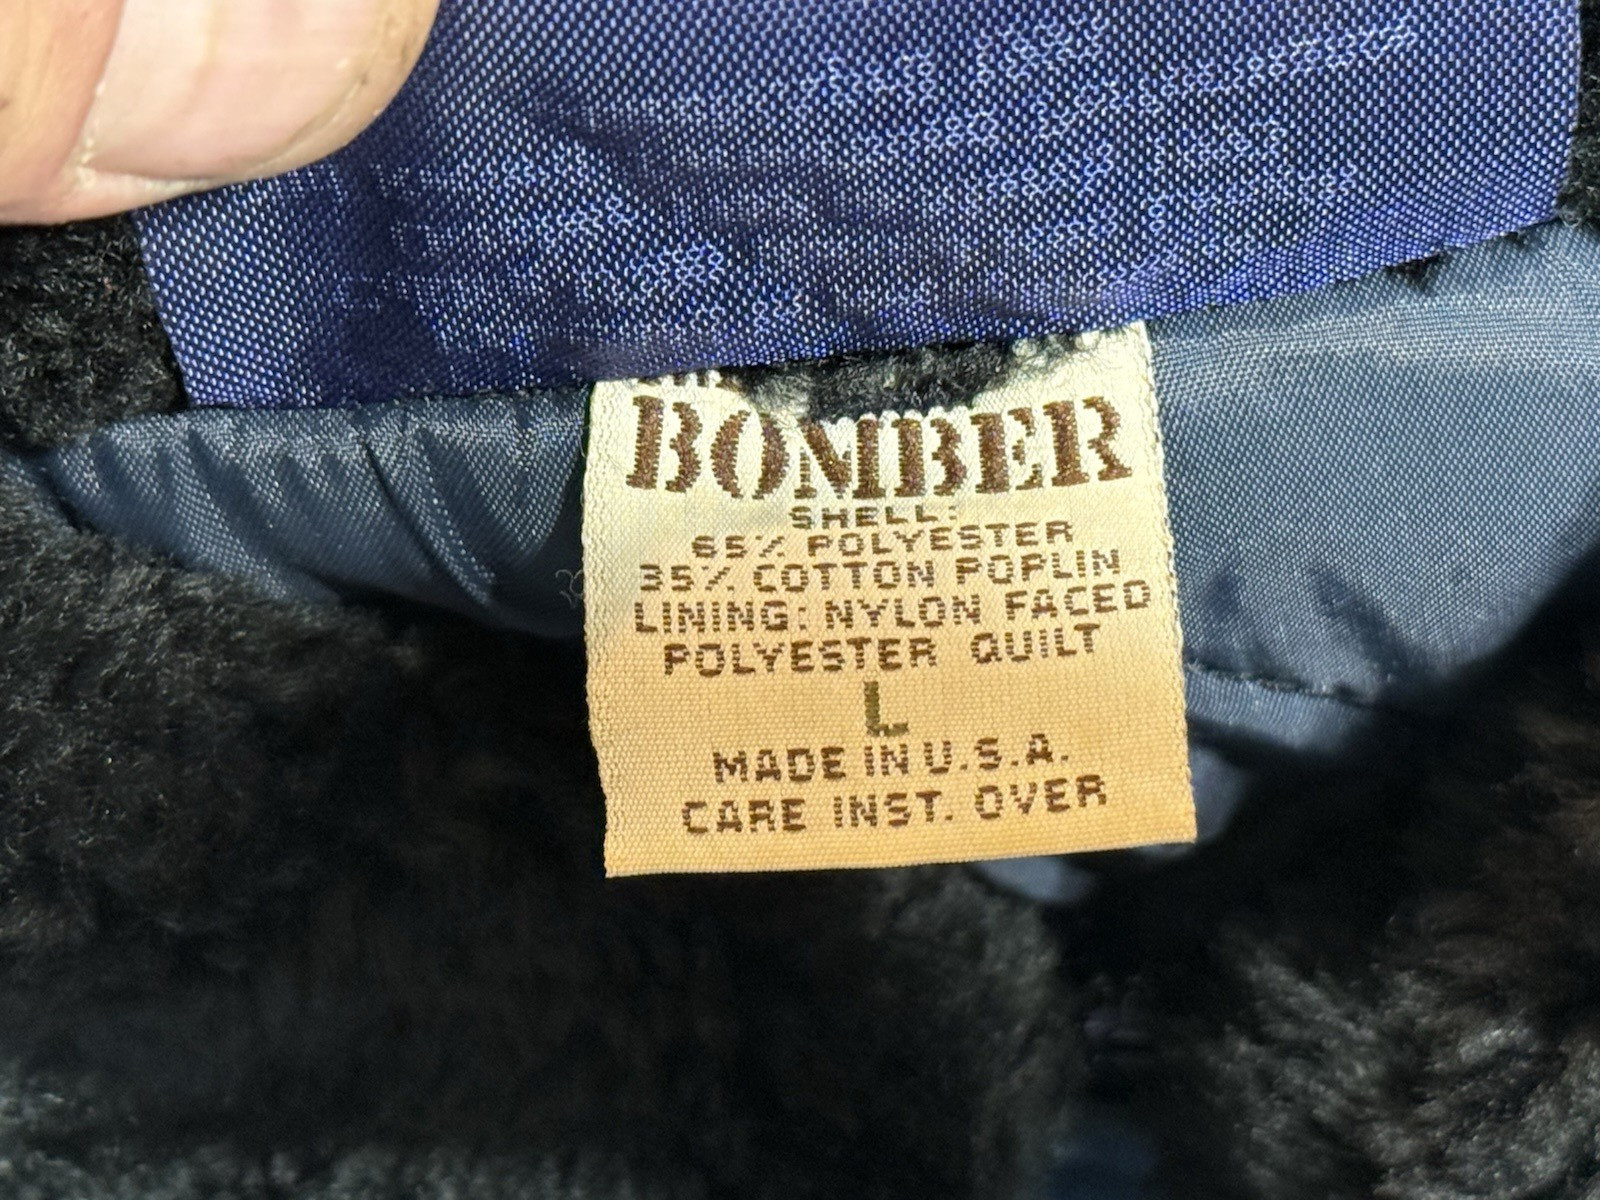 BOMBER
SHELL:
65% POLYESTER
35% COTTON POPLIN
LINING: NYLON FACED
POLYESTER QUILT
L
MADE IN U.S.A.
CARE INST. OVER